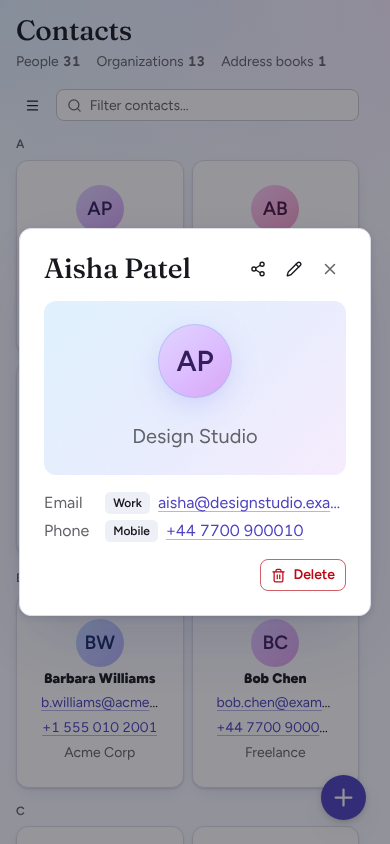 Contacts
People 31 Organizations 13 Address books 1
Filter contacts...
A
AP AB
Aisha Patel
AP
Design Studio
Email Work aisha@designstudio.exa...
Phone Mobile +44 7700 900010
Delete
BW BC
Barbara Williams Bob Chen
b.williams@acme... bob.chen@exam...
+1 555 010 2001 +44 7700 9000...
Acme Corp Freelance
C